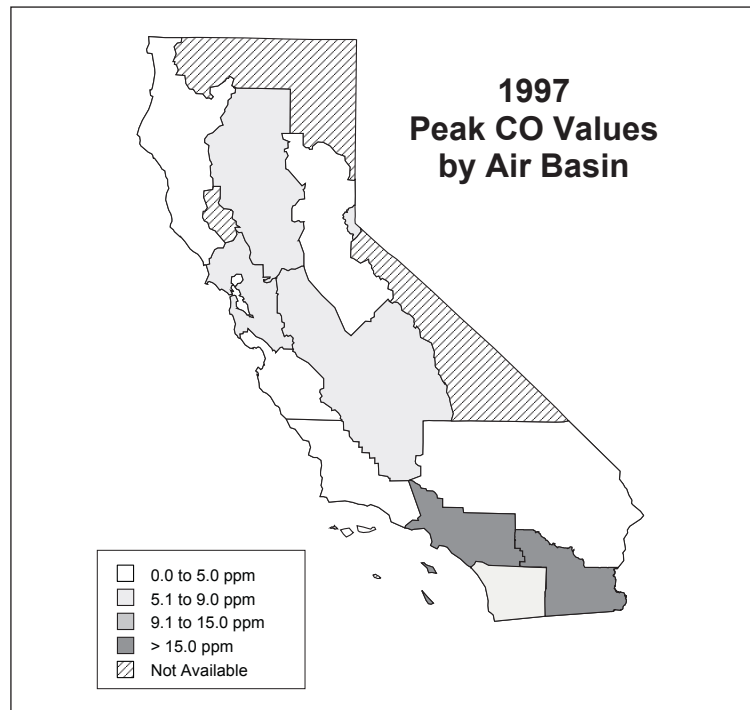 1997
Peak CO Values
by Air Basin
0.0 to 5.0 ppm
5.1 to 9.0 ppm
9.1 to 15.0 ppm
> 15.0 ppm
Not Available